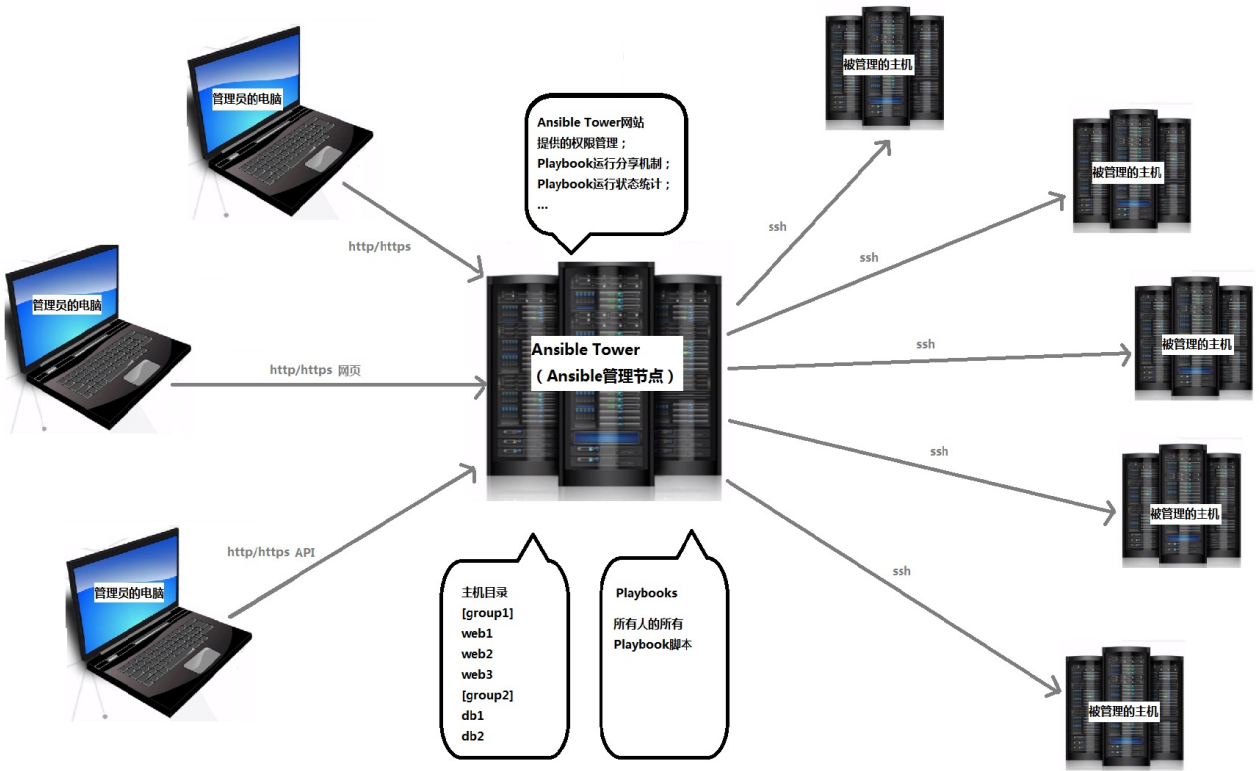 管理员的电脑
http/https
管理员的电脑
http/https 网页
管理员的电脑
http/https API
Ansible Tower网站
提供的权限管理；
Playbook运行分享机制；
Playbook运行状态统计；
...
Ansible Tower
（Ansible管理节点）
主机目录
[group1]
web1
web2
web3
[group2]
db1
db2
Playbooks
所有人的所有
Playbook脚本
ssh
被管理的主机
ssh
被管理的主机
ssh
被管理的主机
ssh
被管理的主机
ssh
被管理的主机